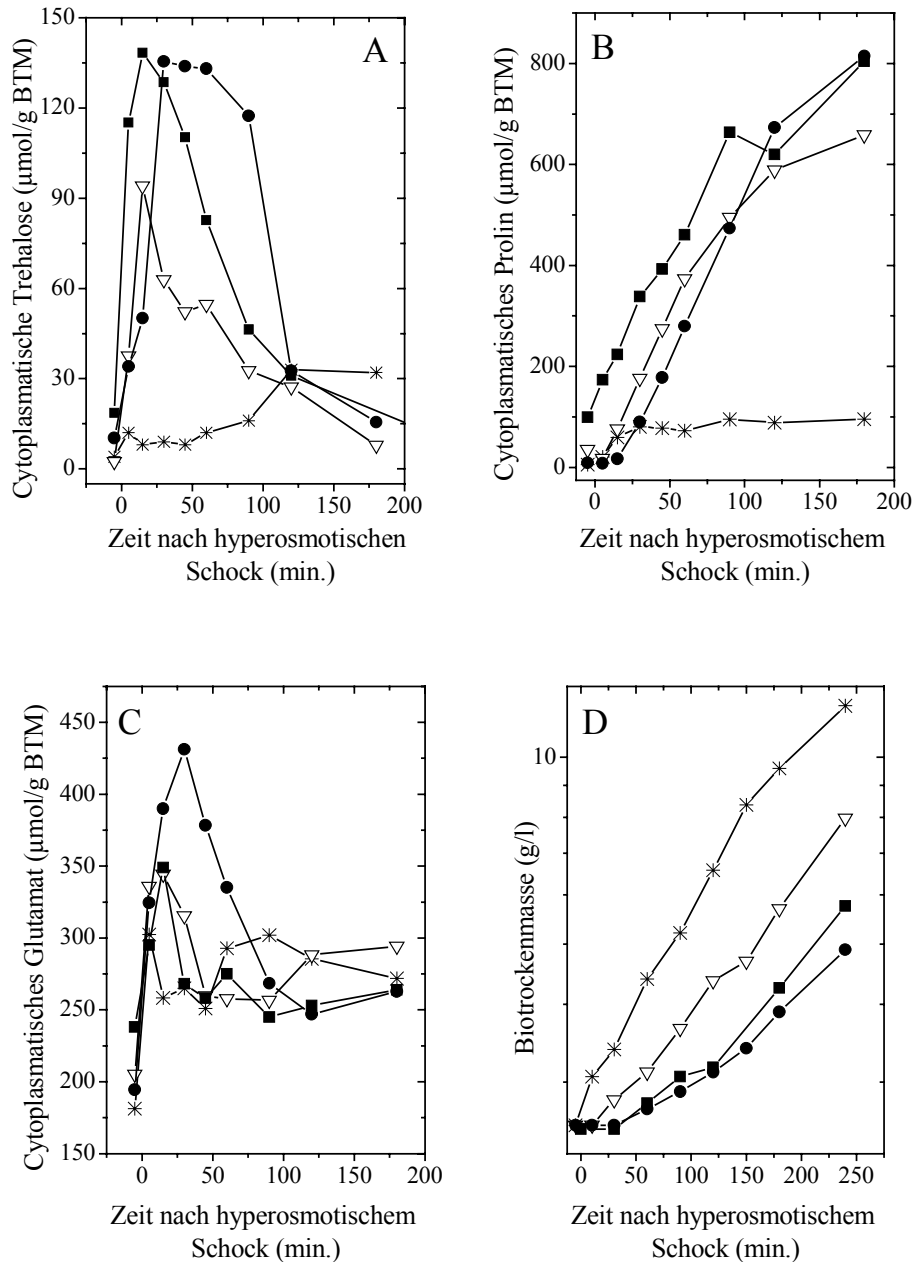 A
Cytoplasmatische Trehalose (µmol/g BTM)
150
120
90
60
30
0
0
50
100
150
200
Zeit nach hyperosmotischen
Schock (min.)
B
Cytoplasmatisches Prolin (µmol/g BTM)
800
600
400
200
0
0
50
100
150
200
Zeit nach hyperosmotischem
Schock (min.)
C
Cytoplasmatisches Glutamat (µmol/g BTM)
450
400
350
300
250
200
150
0
50
100
150
200
Zeit nach hyperosmotischem
Schock (min.)
D
Biotrockenmasse (g/l)
10
0
50
100
150
200
250
Zeit nach hyperosmotischem
Schock (min.)